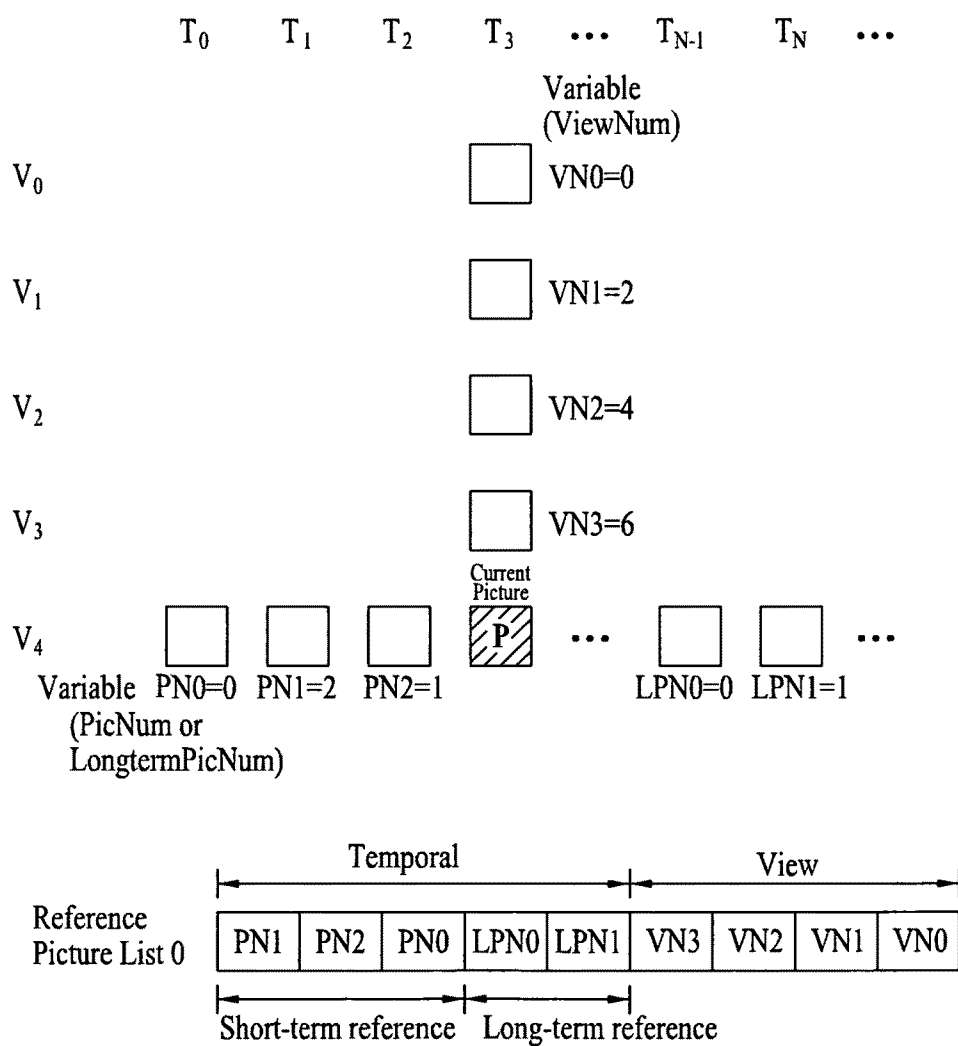 T0 T1 T2 T3 ••• TN-1 TN •••
Variable
(ViewNum)
V0 VN0=0
V1 VN1=2
V2 VN2=4
V3 VN3=6
Current
Picture
V4 P ••• •••
Variable PN0=0 PN1=2 PN2=1 LPN0=0 LPN1=1
(PicNum or
LongtermPicNum)
Temporal View
Reference
Picture List 0 PN1 PN2 PN0 LPN0 LPN1 VN3 VN2 VN1 VN0
Short-term reference Long-term reference